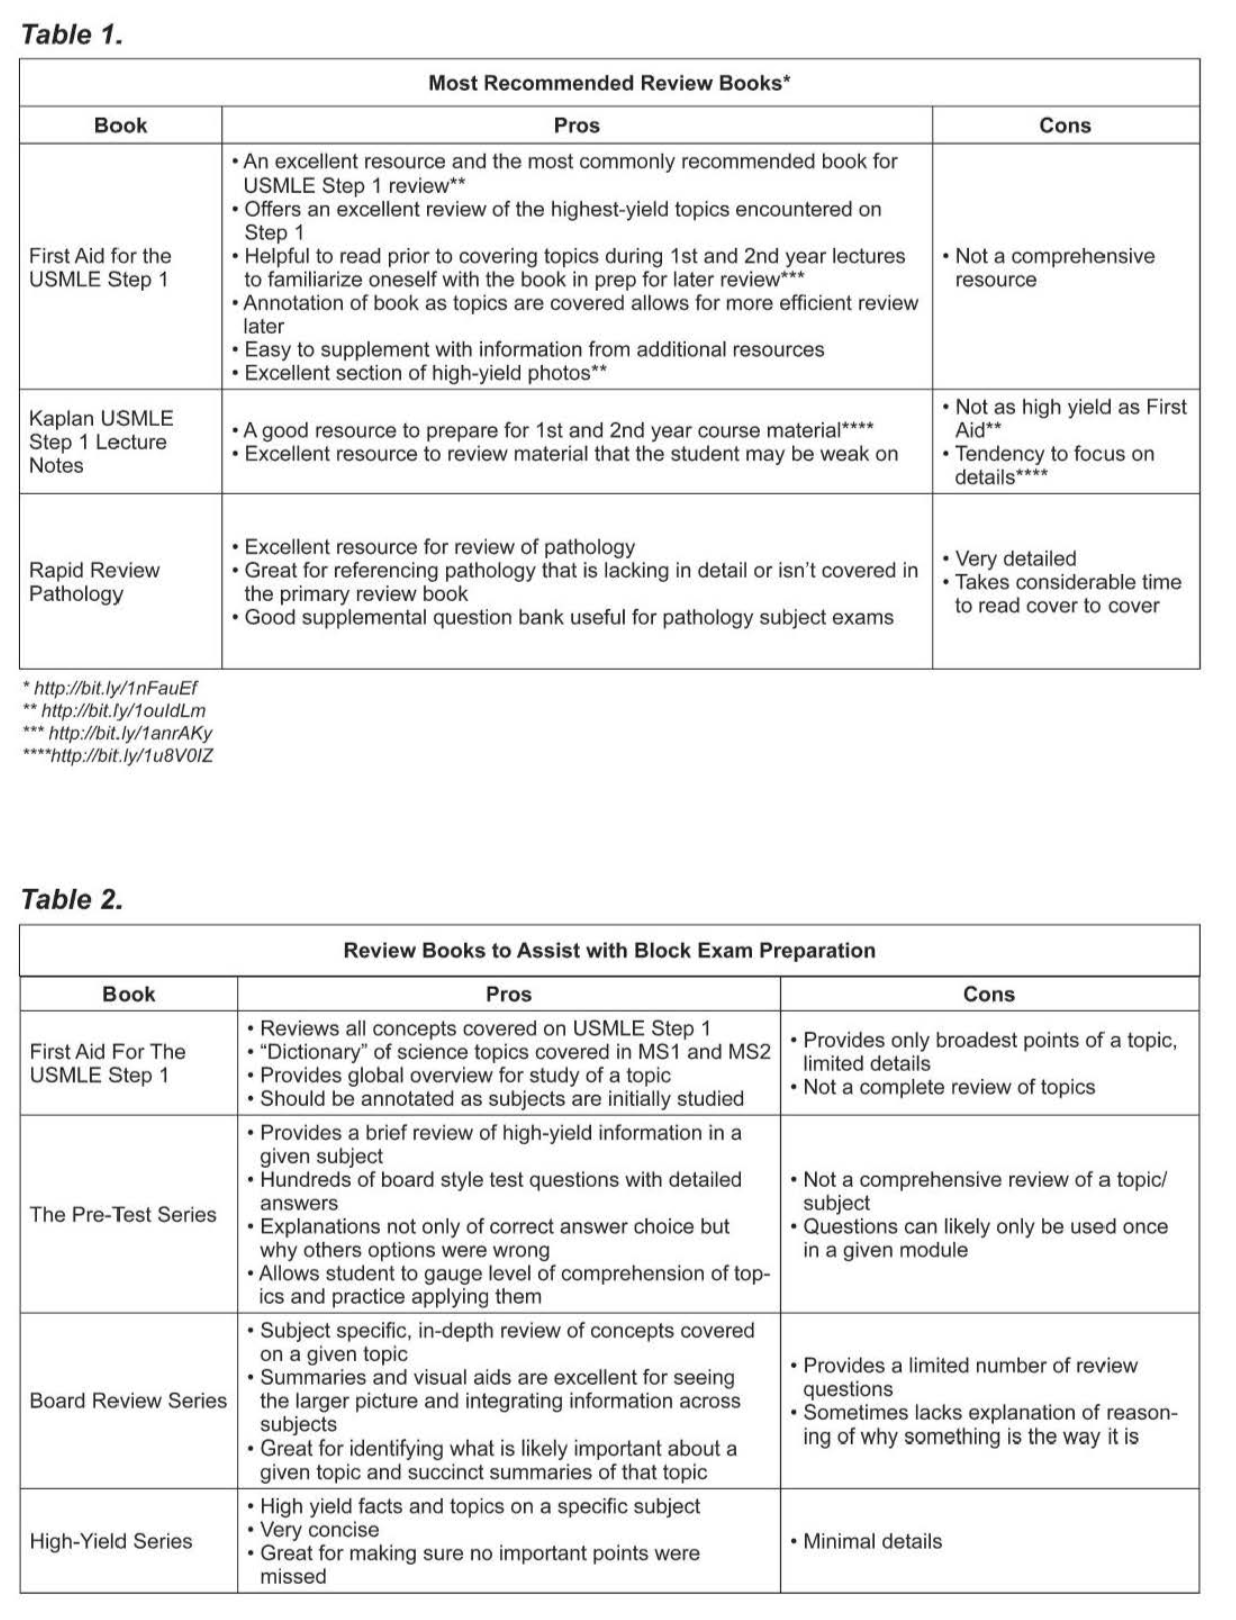 Table 1.
Most Recommended Review Books*
Book
Pros
Cons
First Aid for the
USMLE Step 1
• An excellent resource and the most commonly recommended book for
USMLE Step 1 review**
• Offers an excellent review of the highest-yield topics encountered on
Step 1
• Helpful to read prior to covering topics during 1st and 2nd year lectures
to familiarize oneself with the book in prep for later review***
• Annotation of book as topics are covered allows for more efficient review
later
• Easy to supplement with information from additional resources
• Excellent section of high-yield photos**
• Not a comprehensive
resource
Kaplan USMLE
Step 1 Lecture
Notes
• A good resource to prepare for 1st and 2nd year course material****
• Excellent resource to review material that the student may be weak on
• Not as high yield as First
Aid**
• Tendency to focus on
details****
Rapid Review
Pathology
• Excellent resource for review of pathology
• Great for referencing pathology that is lacking in detail or isn't covered in
the primary review book
• Good supplemental question bank useful for pathology subject exams
• Very detailed
• Takes considerable time
to read cover to cover
* http://bit.ly/1nFauEf
** http://bit.ly/1ouldLm
*** http://bit.ly/1anrAKy
****http://bit.ly/1u8V0IZ
Table 2.
Review Books to Assist with Block Exam Preparation
Book
Pros
Cons
First Aid For The
USMLE Step 1
• Reviews all concepts covered on USMLE Step 1
• “Dictionary” of science topics covered in MS1 and MS2
• Provides global overview for study of a topic
• Should be annotated as subjects are initially studied
• Provides only broadest points of a topic,
limited details
• Not a complete review of topics
The Pre-Test Series
• Provides a brief review of high-yield information in a
given subject
• Hundreds of board style test questions with detailed
answers
• Explanations not only of correct answer choice but
why others options were wrong
• Allows student to gauge level of comprehension of top-
ics and practice applying them
• Not a comprehensive review of a topic/
subject
• Questions can likely only be used once
in a given module
Board Review Series
• Subject specific, in-depth review of concepts covered
on a given topic
• Summaries and visual aids are excellent for seeing
the larger picture and integrating information across
subjects
• Great for identifying what is likely important about a
given topic and succinct summaries of that topic
• Provides a limited number of review
questions
• Sometimes lacks explanation of reason-
ing of why something is the way it is
High-Yield Series
• High yield facts and topics on a specific subject
• Very concise
• Great for making sure no important points were
missed
• Minimal details